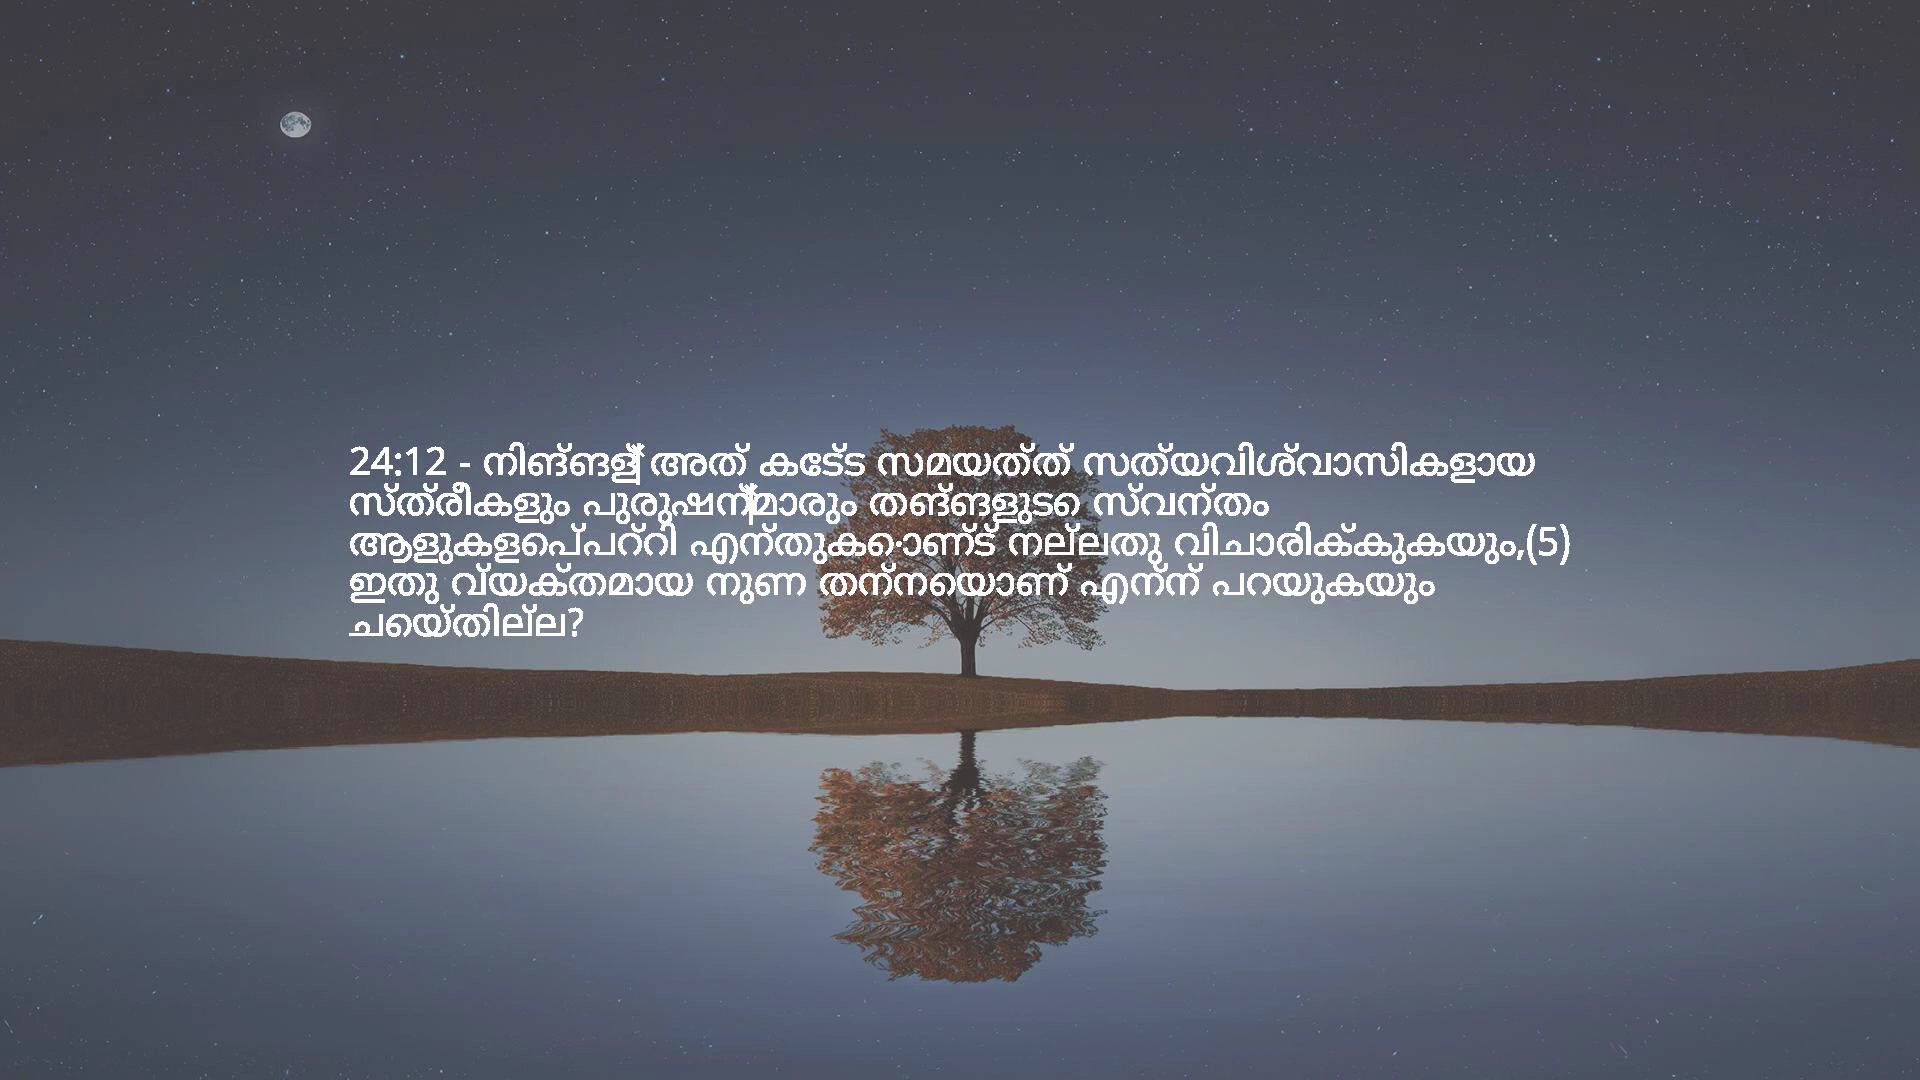 24:12 - നിങ്ങള്‍ അത് കേട്ട സമയത്ത് സത്യവിശ്വാസികളായ
സ്ത്രീകളും പുരുഷന്‍മാരും തങ്ങളുടെ സ്വന്തം
ആളുകളെപ്പറ്റി എന്തുകൊണ്ട് നല്ലതു വിചാരിക്കുകയും,(5)
ഇതു വ്യക്തമായ നുണ തന്നെയാണ് എന്ന് പറയുകയും
ചെയ്തില്ല?